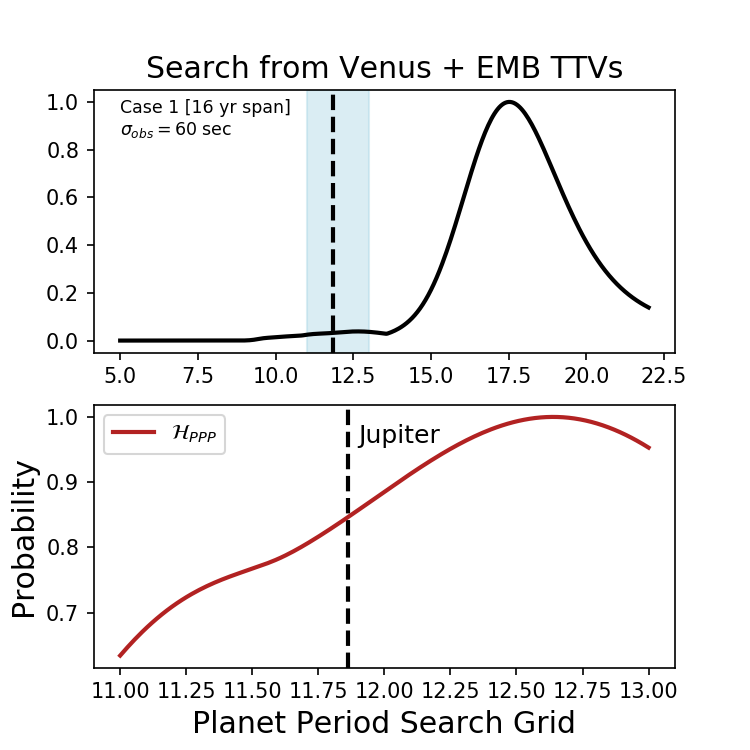 Search from Venus + EMB TTVs
Case 1 [16 yr span]
σ_obs = 60 sec
1.0
0.8
0.6
0.4
0.2
0.0
5.0 7.5 10.0 12.5 15.0 17.5 20.0 22.5
ℋ_PPP
Jupiter
1.0
0.9
0.8
0.7
Probability
11.00 11.25 11.50 11.75 12.00 12.25 12.50 12.75 13.00
Planet Period Search Grid